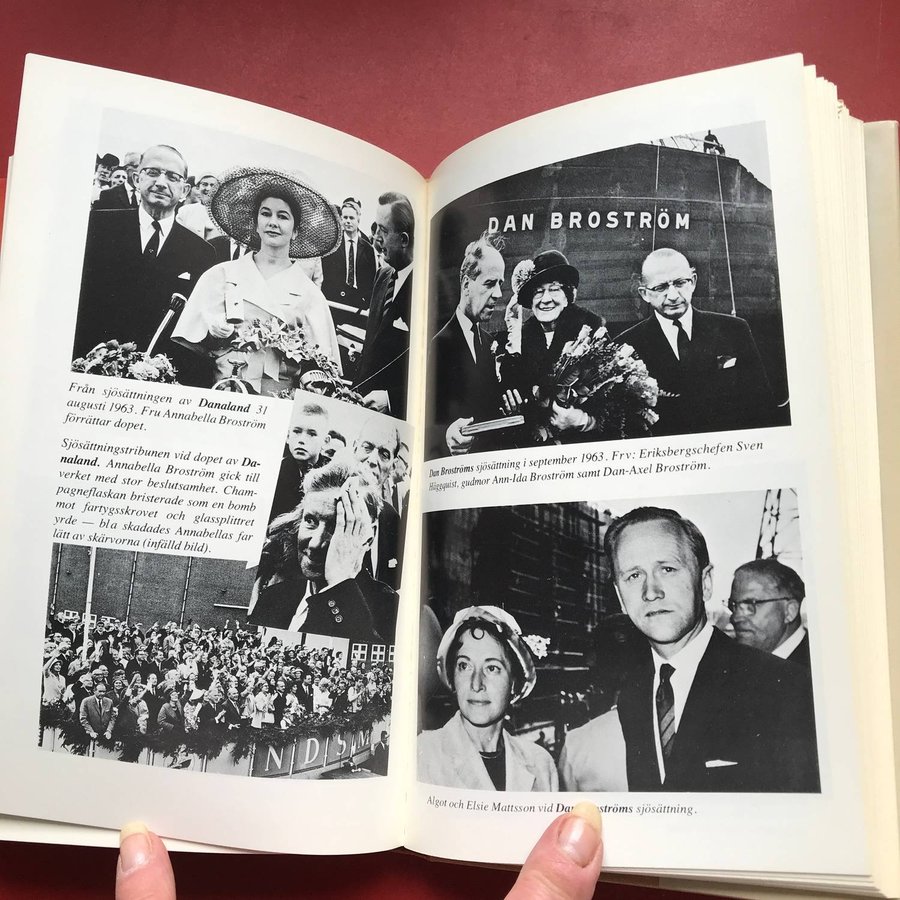 Från sjösättningen av Danaland 31
augusti 1963. Fru Annabella Broström
förrättar dopet.
Sjösättningstribunen vid dopet av Da-
naland. Annabella Broström gick till
verket med stor beslutsamhet. Cham-
pagneflaskan bristerade som en bomb
mot fartygsskrovet och glassplittret
yrde — bl a skadades Annabellas far
lätt av skärvorna (infälld bild).
NDSM
DAN BROSTRÖM
Dan Broströms sjösättning i september 1963. Frv: Eriksbergschefen Sven
Häggquist, gudmor Ann-Ida Broström samt Dan-Axel Broström.
Algot och Elsie Mattsson vid Dan Broströms sjösättning.